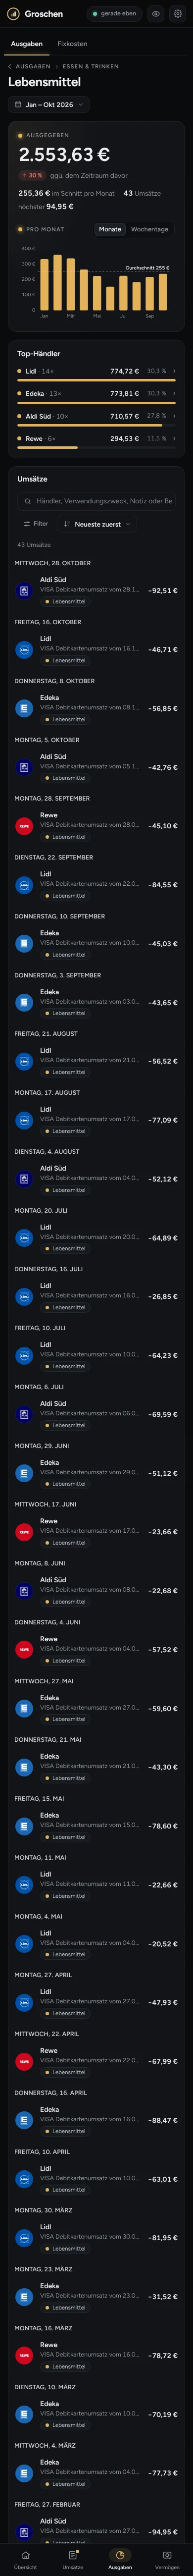 Groschen
gerade eben
Ausgaben
Fixkosten
AUSGABEN
ESSEN & TRINKEN
Lebensmittel
Jan – Okt 2026
AUSGEGEBEN
2.553,63 €
↑ 30 % ggü. dem Zeitraum davor
255,36 € im Schnitt pro Monat 43 Umsätze
höchster 94,95 €
PRO MONAT
Monate
Wochentage
400 €
300 €
200 €
100 €
0
Durchschnitt 255 €
Jan
Mär
Mai
Jul
Sep
Top-Händler
Lidl · 14× 774,72 € 30,3 %
Edeka · 13× 773,81 € 30,3 %
Aldi Süd · 10× 710,57 € 27,8 %
Rewe · 6× 294,53 € 11,5 %
Umsätze
Händler, Verwendungszweck, Notiz oder Be
Filter
Neueste zuerst
43 Umsätze
MITTWOCH, 28. OKTOBER
Aldi Süd
VISA Debitkartenumsatz vom 28.1…
Lebensmittel
−92,51 €
FREITAG, 16. OKTOBER
Lidl
VISA Debitkartenumsatz vom 16.1…
Lebensmittel
−46,71 €
DONNERSTAG, 8. OKTOBER
Edeka
VISA Debitkartenumsatz vom 08.1…
Lebensmittel
−56,85 €
MONTAG, 5. OKTOBER
Aldi Süd
VISA Debitkartenumsatz vom 05.1…
Lebensmittel
−42,76 €
MONTAG, 28. SEPTEMBER
Rewe
VISA Debitkartenumsatz vom 28.0…
Lebensmittel
−45,10 €
DIENSTAG, 22. SEPTEMBER
Lidl
VISA Debitkartenumsatz vom 22.0…
Lebensmittel
−84,55 €
DONNERSTAG, 10. SEPTEMBER
Edeka
VISA Debitkartenumsatz vom 10.0…
Lebensmittel
−45,03 €
DONNERSTAG, 3. SEPTEMBER
Edeka
VISA Debitkartenumsatz vom 03.0…
Lebensmittel
−43,65 €
FREITAG, 21. AUGUST
Lidl
VISA Debitkartenumsatz vom 21.0…
Lebensmittel
−56,52 €
MONTAG, 17. AUGUST
Lidl
VISA Debitkartenumsatz vom 17.0…
Lebensmittel
−77,09 €
DIENSTAG, 4. AUGUST
Aldi Süd
VISA Debitkartenumsatz vom 04.0…
Lebensmittel
−52,12 €
MONTAG, 20. JULI
Lidl
VISA Debitkartenumsatz vom 20.0…
Lebensmittel
−64,89 €
DONNERSTAG, 16. JULI
Lidl
VISA Debitkartenumsatz vom 16.0…
Lebensmittel
−26,85 €
FREITAG, 10. JULI
Lidl
VISA Debitkartenumsatz vom 10.0…
Lebensmittel
−64,23 €
MONTAG, 6. JULI
Aldi Süd
VISA Debitkartenumsatz vom 06.0…
Lebensmittel
−69,59 €
MONTAG, 29. JUNI
Edeka
VISA Debitkartenumsatz vom 29.0…
Lebensmittel
−51,12 €
MITTWOCH, 17. JUNI
Rewe
VISA Debitkartenumsatz vom 17.0…
Lebensmittel
−23,66 €
MONTAG, 8. JUNI
Aldi Süd
VISA Debitkartenumsatz vom 08.0…
Lebensmittel
−22,68 €
DONNERSTAG, 4. JUNI
Rewe
VISA Debitkartenumsatz vom 04.0…
Lebensmittel
−57,52 €
MITTWOCH, 27. MAI
Edeka
VISA Debitkartenumsatz vom 27.0…
Lebensmittel
−59,60 €
DONNERSTAG, 21. MAI
Edeka
VISA Debitkartenumsatz vom 21.0…
Lebensmittel
−43,30 €
FREITAG, 15. MAI
Edeka
VISA Debitkartenumsatz vom 15.0…
Lebensmittel
−78,60 €
MONTAG, 11. MAI
Lidl
VISA Debitkartenumsatz vom 11.0…
Lebensmittel
−22,66 €
MONTAG, 4. MAI
Lidl
VISA Debitkartenumsatz vom 04.0…
Lebensmittel
−20,52 €
MONTAG, 27. APRIL
Lidl
VISA Debitkartenumsatz vom 27.0…
Lebensmittel
−47,93 €
MITTWOCH, 22. APRIL
Rewe
VISA Debitkartenumsatz vom 22.0…
Lebensmittel
−67,99 €
DONNERSTAG, 16. APRIL
Edeka
VISA Debitkartenumsatz vom 16.0…
Lebensmittel
−88,47 €
FREITAG, 10. APRIL
Lidl
VISA Debitkartenumsatz vom 10.0…
Lebensmittel
−63,01 €
MONTAG, 30. MÄRZ
Lidl
VISA Debitkartenumsatz vom 30.0…
Lebensmittel
−81,95 €
MONTAG, 23. MÄRZ
Edeka
VISA Debitkartenumsatz vom 23.0…
Lebensmittel
−31,52 €
MONTAG, 16. MÄRZ
Rewe
VISA Debitkartenumsatz vom 16.0…
Lebensmittel
−78,72 €
DIENSTAG, 10. MÄRZ
Edeka
VISA Debitkartenumsatz vom 10.0…
Lebensmittel
−70,19 €
MITTWOCH, 4. MÄRZ
Edeka
VISA Debitkartenumsatz vom 04.0…
Lebensmittel
−77,73 €
FREITAG, 27. FEBRUAR
Aldi Süd
VISA Debitkartenumsatz vom 27.0…
Lebensmittel
−94,95 €
Übersicht
Umsätze
Ausgaben
Vermögen